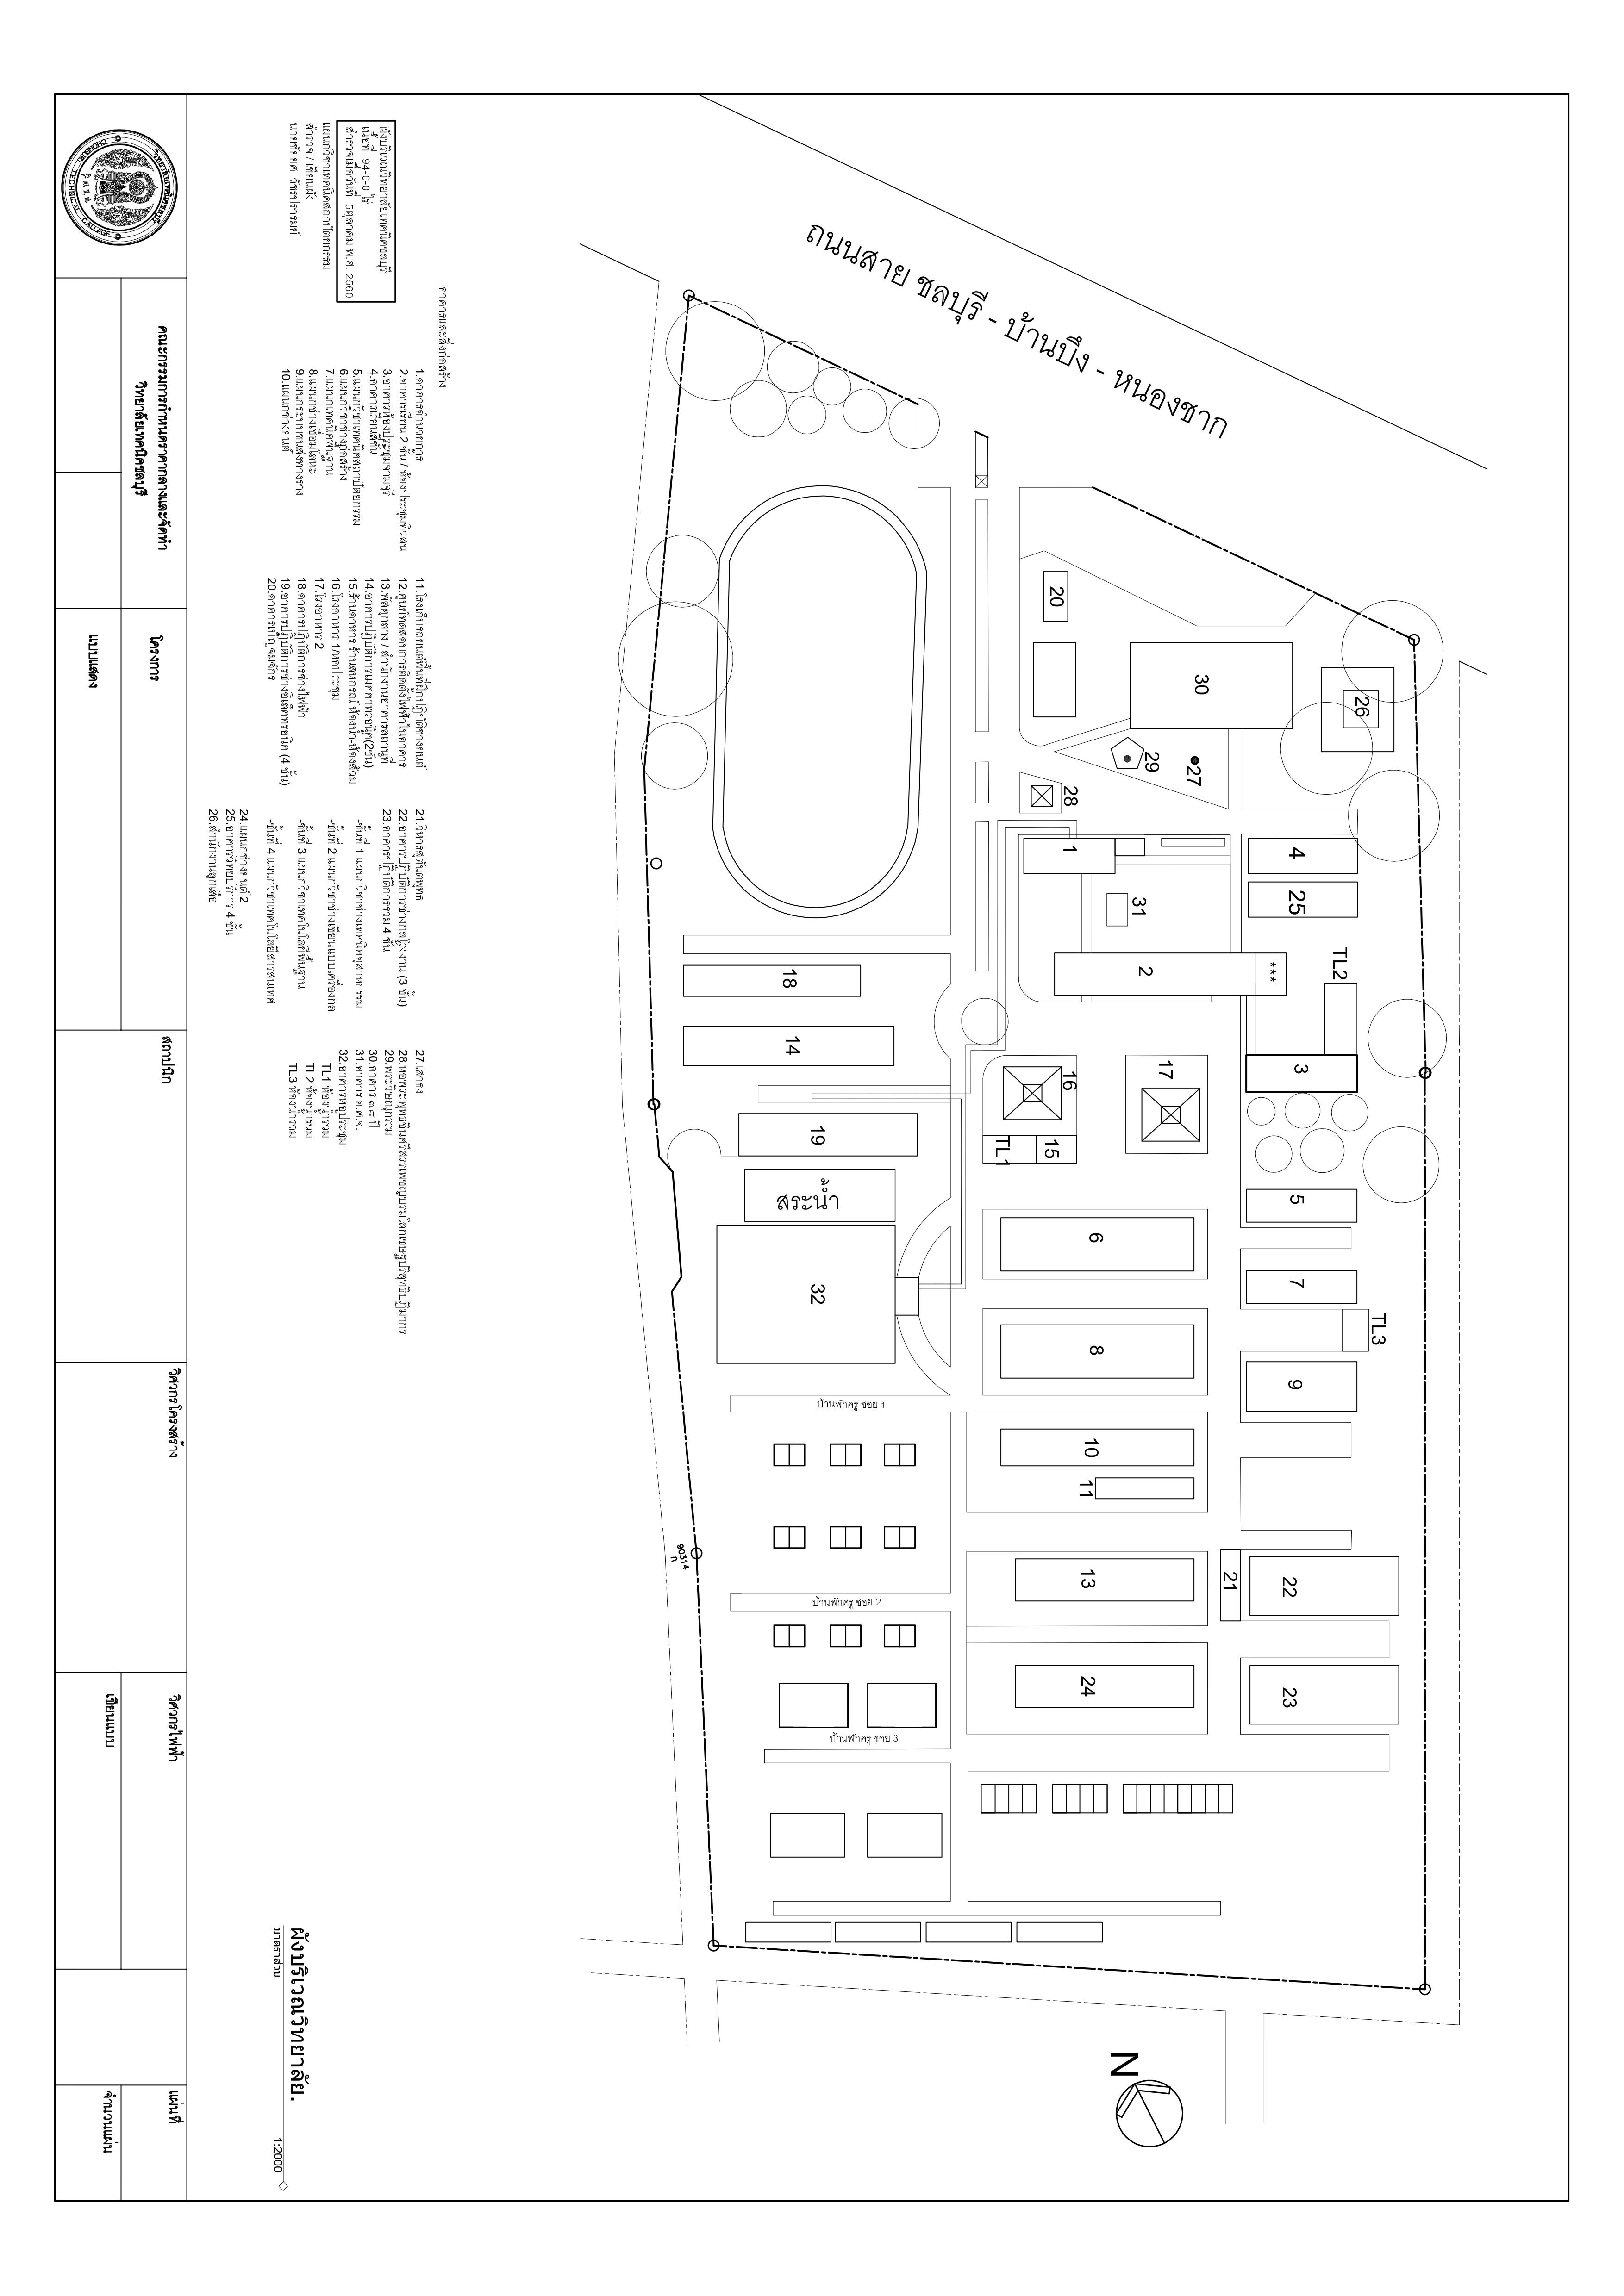 ถนนสาย ชลบุรี - บ้านบึง - หนองชาก
20
30
26
29
27
28
1
31
4
25
2
***
TL2
18
14
16
17
3
19
TL1
15
สระน้ำ
5
6
7
32
8
TL3
9
บ้านพักครู ซอย 1
10
11
90314
ก
13
21
22
บ้านพักครู ซอย 2
24
23
บ้านพักครู ซอย 3
N
อาคารและสิ่งก่อสร้าง
ผังบริเวณวิทยาลัยเทคนิคชลบุรี
เนื้อที่ 94-0-0 ไร่
สำรวจเมื่อวันที่ 5ตุลาคม พ.ศ. 2560
แผนกวิชาเทคนิคสถาปัตยกรรม
สำรวจ / เขียนผัง
1.อาคารอำนวยการ
2.อาคารเรียน 2 ชั้น / ห้องประชุมทิวสน
3.อาคารห้องประชุมจามจุรี
4.อาคารเรียนสี่ชั้น
5.แผนกวิชาเทคนิคสถาปัตยกรรม
6.แผนกวิชาช่างก่อสร้าง
7.แผนกเทคนิคพื้นฐาน
8.แผนกช่างเชื่อมโลหะ
9.แผนกระบบขนส่งทางราง
10.แผนกช่างยนต์
11.โรงเก็บรถยนต์พื้นที่ฝึกปฏิบัติช่างยนต์
12.ศูนย์ทดสอบการติดตั้งไฟฟ้าในอาคาร
13.พัสดุกลาง / สำนักงานอาคารสถานที่
14.อาคารปฏิบัติการเมคคาทรอนิค(2ชั้น)
15.ร้านอาหาร ร้านสหกรณ์ ห้องน้ำ-ห้องส้วม
16.โรงอาหาร 1/หอประชุม
17.โรงอาหาร 2
18.อาคารปฏิบัติการช่างไฟฟ้า
19.อาคารปฏิบัติการช่างอิเล็คทรอนิค (4 ชั้น)
20.อาคารเบญจมจักร
21.วิหารสุตันตพุทธ
22.อาคารปฏิบัติการช่างกลโรงงาน (3 ชั้น)
23.อาคารปฏิบัติการรวม 4 ชั้น
-ชั้นที่ 1 แผนกวิชาช่างเทคนิคอุสาหกรรม
-ชั้นที่ 2 แผนกวิชาช่างเขียนแบบเครื่องกล
-ชั้นที่ 3 แผนกวิชาเทคโนโลยีพื้นฐาน
-ชั้นที่ 4 แผนกวิชาเทคโนโลยีสารสนเทศ
24.แผนกช่างยนต์ 2
25.อาคารวิทยบริการ 4 ชั้น
26.สำนักงานลูกเสือ
27.เสาธง
28.หอพระพุทธชินศรีสรรเพชญบรมโลกเชษฐปริสุทธิปฏิมากร
29.พระวิษณุกรรม
30.อาคาร ๗๘ ปี
31.อาคาร อ.ศ.จ.
32.อาคารหอประชุม
TL1 ห้องน้ำรวม
TL2 ห้องน้ำรวม
TL3 ห้องน้ำรวม
ผังบริเวณวิทยาลัย.
มาตราส่วน 1:2000
วิทยาลัยเทคนิคชลบุรี
CHONBURI TECHNICAL CALLAGE
คณะกรรมการกำหนดราคากลางและจัดทำ
วิทยาลัยเทคนิคชลบุรี
โครงการ
แบบแสดง
สถาปนิก
วิศวกรโครงสร้าง
วิศวกรไฟฟ้า
เขียนแบบ
แผ่นที่
จำนวนแผ่น